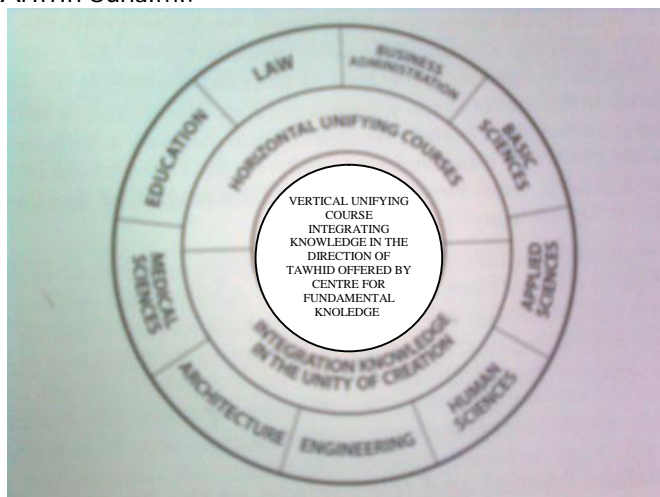 LAW
BUSINESS
ADMINISTRATION
BASIC
SCIENCES
APPLIED
SCIENCES
HUMAN
SCIENCES
ENGINEERING
ARCHITECTURE
MEDICAL
SCIENCES
EDUCATION
HORIZONTAL UNIFYING COURSES
VERTICAL UNIFYING
COURSE
INTEGRATING
KNOWLEDGE IN THE
DIRECTION OF
TAWHID OFFERED BY
CENTRE FOR
FUNDAMENTAL
KNOLEDGE
INTEGRATION KNOWLEDGE
IN THE UNITY OF CREATION